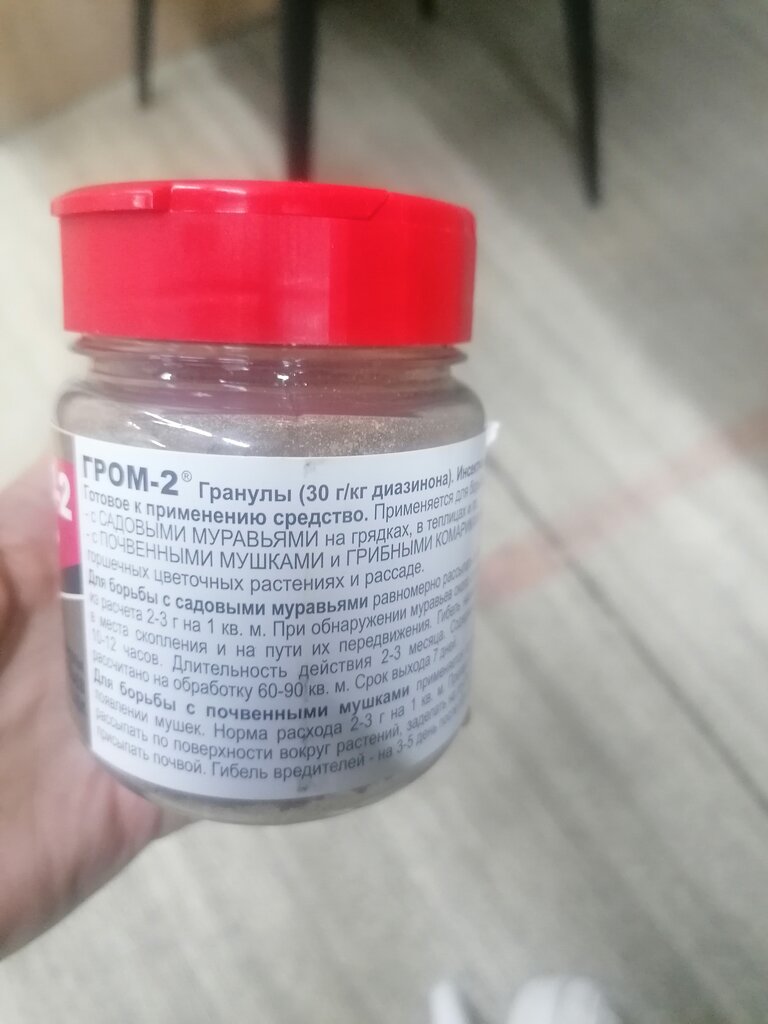 ГРОМ-2® Гранулы (30 г/кг диазинона).
Готовое к применению средство. Применяется для
- с САДОВЫМИ МУРАВЬЯМИ на грядках, в теплицах и
- с ПОЧВЕННЫМИ МУШКАМИ и ГРИБНЫМИ
горшечных цветочных растениях и рассаде.
Для борьбы с садовыми муравьями равномерно
из расчета 2-3 г на 1 кв. м. При обнаружении муравьев
в места скопления и на пути их передвижения. Гибель
10-12 часов. Длительность действия 2-3 месяца.
рассчитано на обработку 60-90 кв. м. Срок выхода 7
Для борьбы с почвенными мушками
появлении мушек. Норма расхода 2-3 г на 1 кв. м.
рассыпать по поверхности вокруг растений, заделать
присыпать почвой. Гибель вредителей - на 3-5 день
2